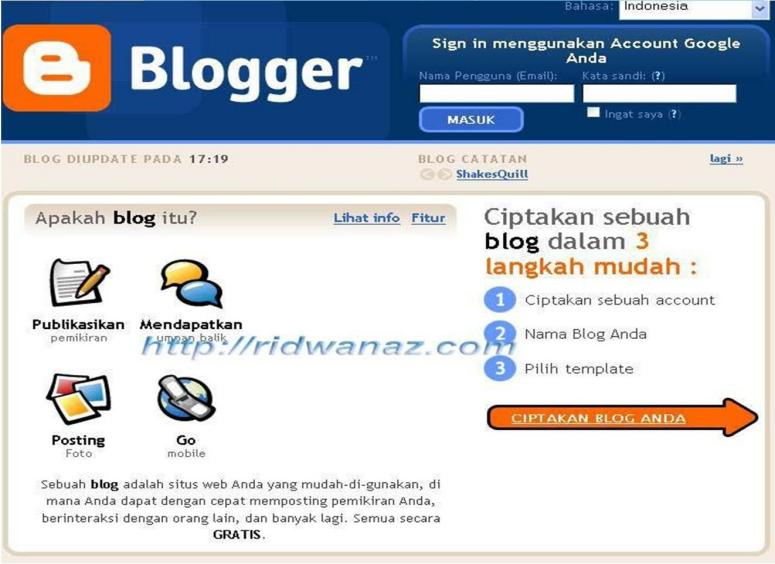 Bahasa: Indonesia
Blogger™
Sign in menggunakan Account Google
Anda
Nama Pengguna (Email): Kata sandi: (?)
MASUK
Ingat saya (?)
BLOG DIUPDATE PADA 17:19
BLOG CATATAN
lagi »
ShakesQuill
Apakah blog itu?
Lihat info Fitur
Publikasikan
pemikiran
Mendapatkan
umpan balik
http://ridwanaz.com
Posting
Foto
Go
mobile
Sebuah blog adalah situs web Anda yang mudah-di-gunakan, di
mana Anda dapat dengan cepat memposting pemikiran Anda,
berinteraksi dengan orang lain, dan banyak lagi. Semua secara
GRATIS.
Ciptakan sebuah
blog dalam 3
langkah mudah :
1 Ciptakan sebuah account
2 Nama Blog Anda
3 Pilih template
CIPTAKAN BLOG ANDA